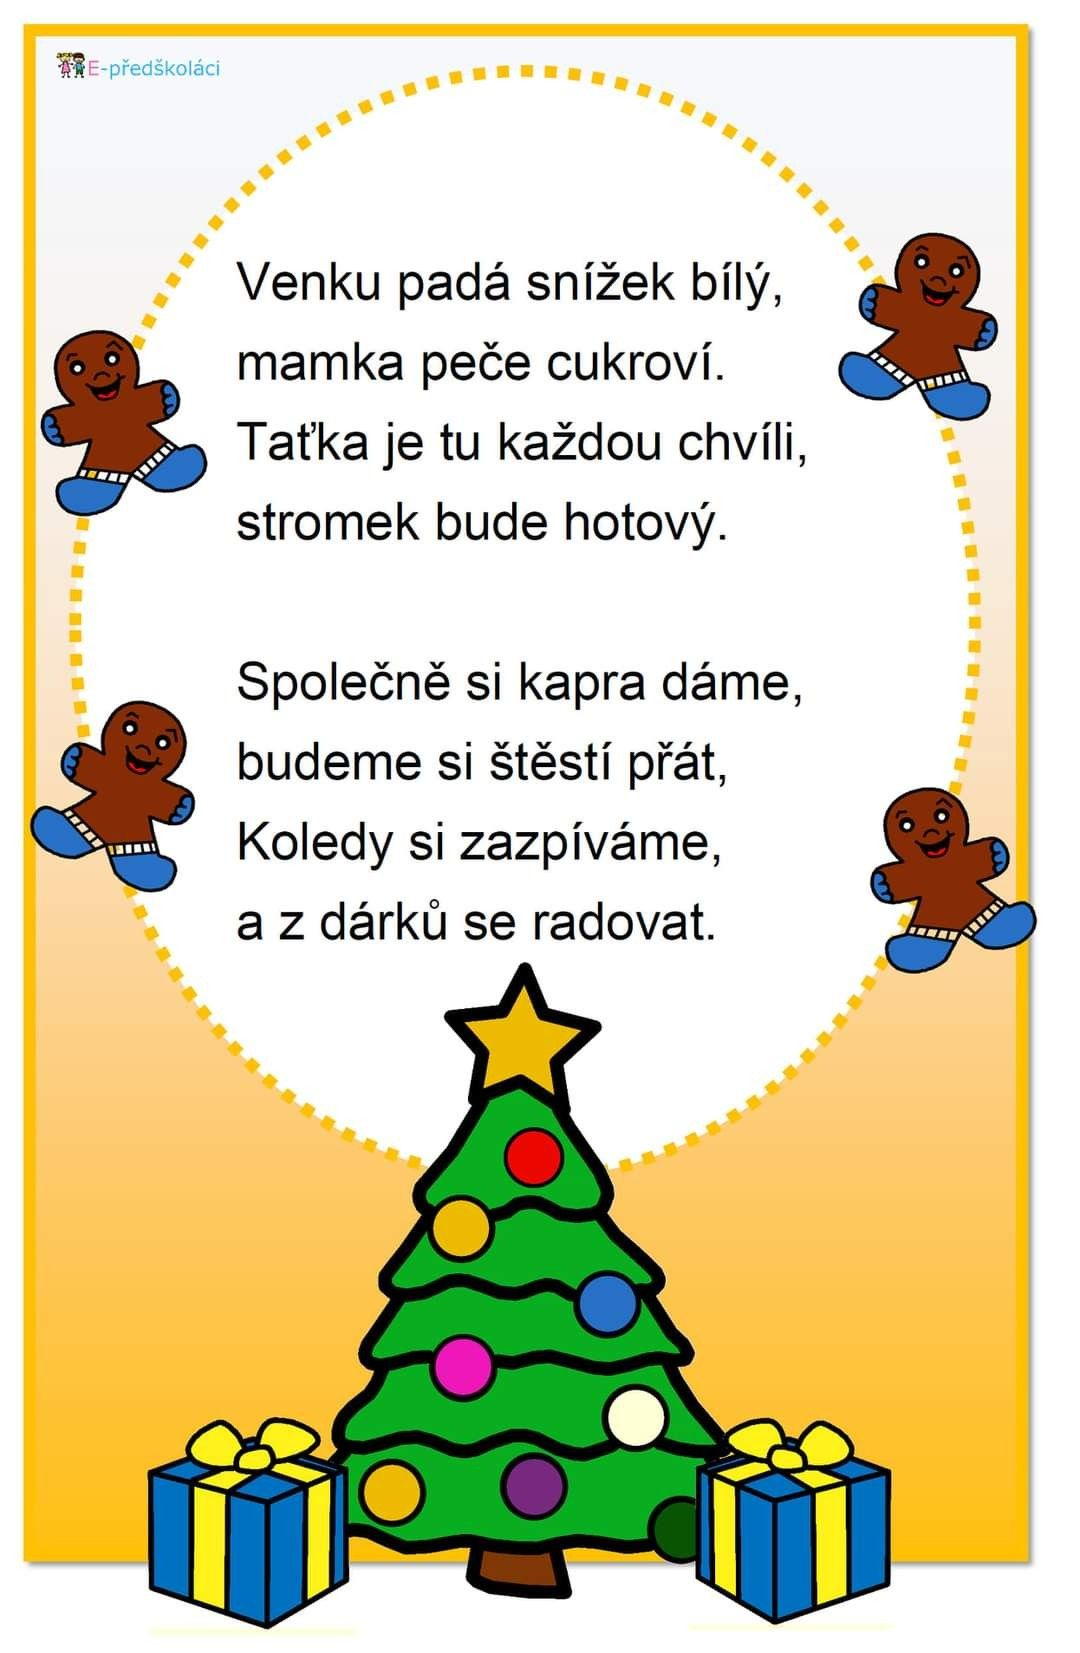 E-předškoláci
Venku padá snížek bílý,
mamka peče cukroví.
Taťka je tu každou chvíli,
stromek bude hotový.
Společně si kapra dáme,
budeme si štěstí přát,
Koledy si zazpíváme,
a z dárků se radovat.